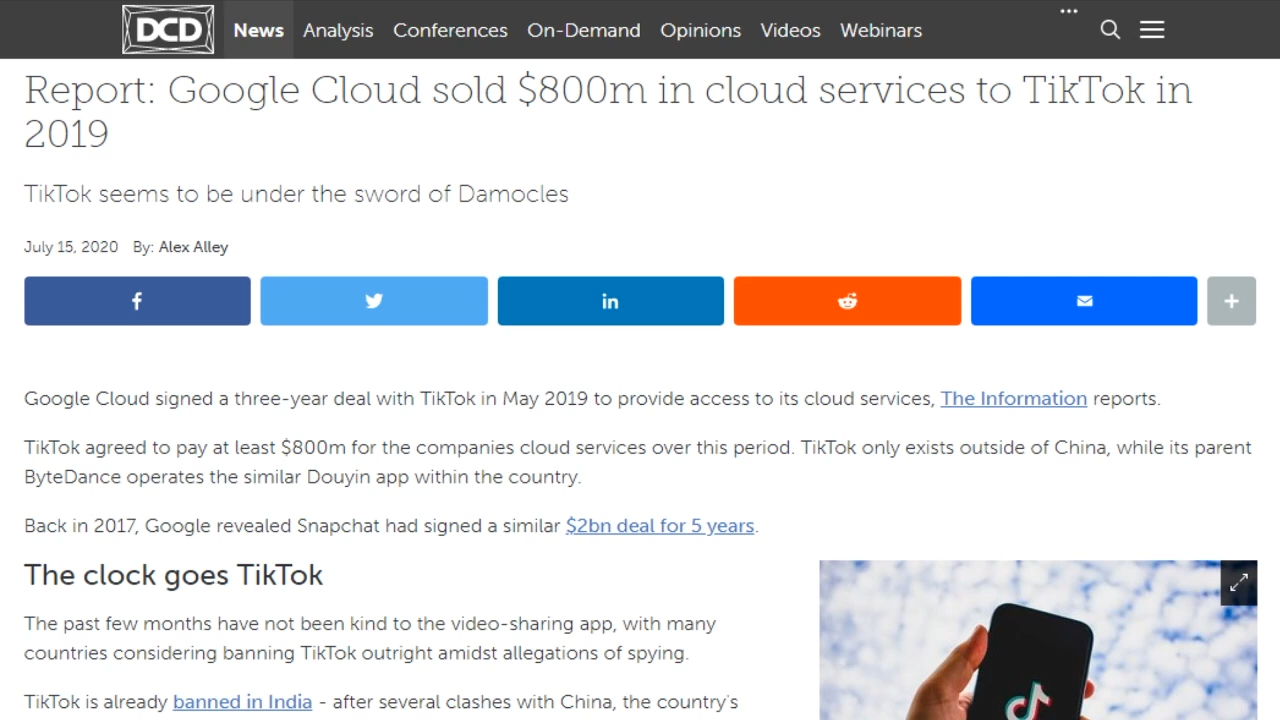 DCD News Analysis Conferences On-Demand Opinions Videos Webinars
Report: Google Cloud sold $800m in cloud services to TikTok in
2019
TikTok seems to be under the sword of Damocles
July 15, 2020 By: Alex Alley
Google Cloud signed a three-year deal with TikTok in May 2019 to provide access to its cloud services, The Information reports.
TikTok agreed to pay at least $800m for the companies cloud services over this period. TikTok only exists outside of China, while its parent
ByteDance operates the similar Douyin app within the country.
Back in 2017, Google revealed Snapchat had signed a similar $2bn deal for 5 years.
The clock goes TikTok
The past few months have not been kind to the video-sharing app, with many
countries considering banning TikTok outright amidst allegations of spying.
TikTok is already banned in India - after several clashes with China, the country's